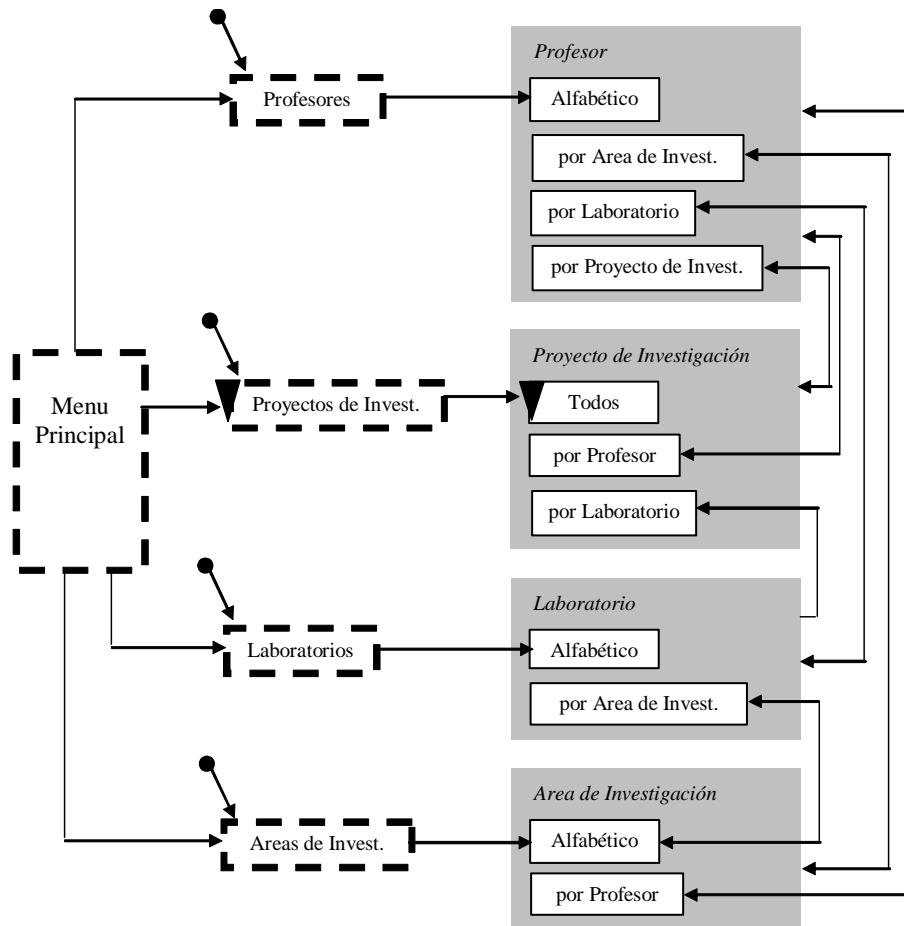 Profesor
Profesores
Alfabético
por Area de Invest.
por Laboratorio
por Proyecto de Invest.
Proyecto de Investigación
Menu
Principal
Proyectos de Invest.
Todos
por Profesor
por Laboratorio
Laboratorio
Laboratorios
Alfabético
por Area de Invest.
Area de Investigación
Areas de Invest.
Alfabético
por Profesor